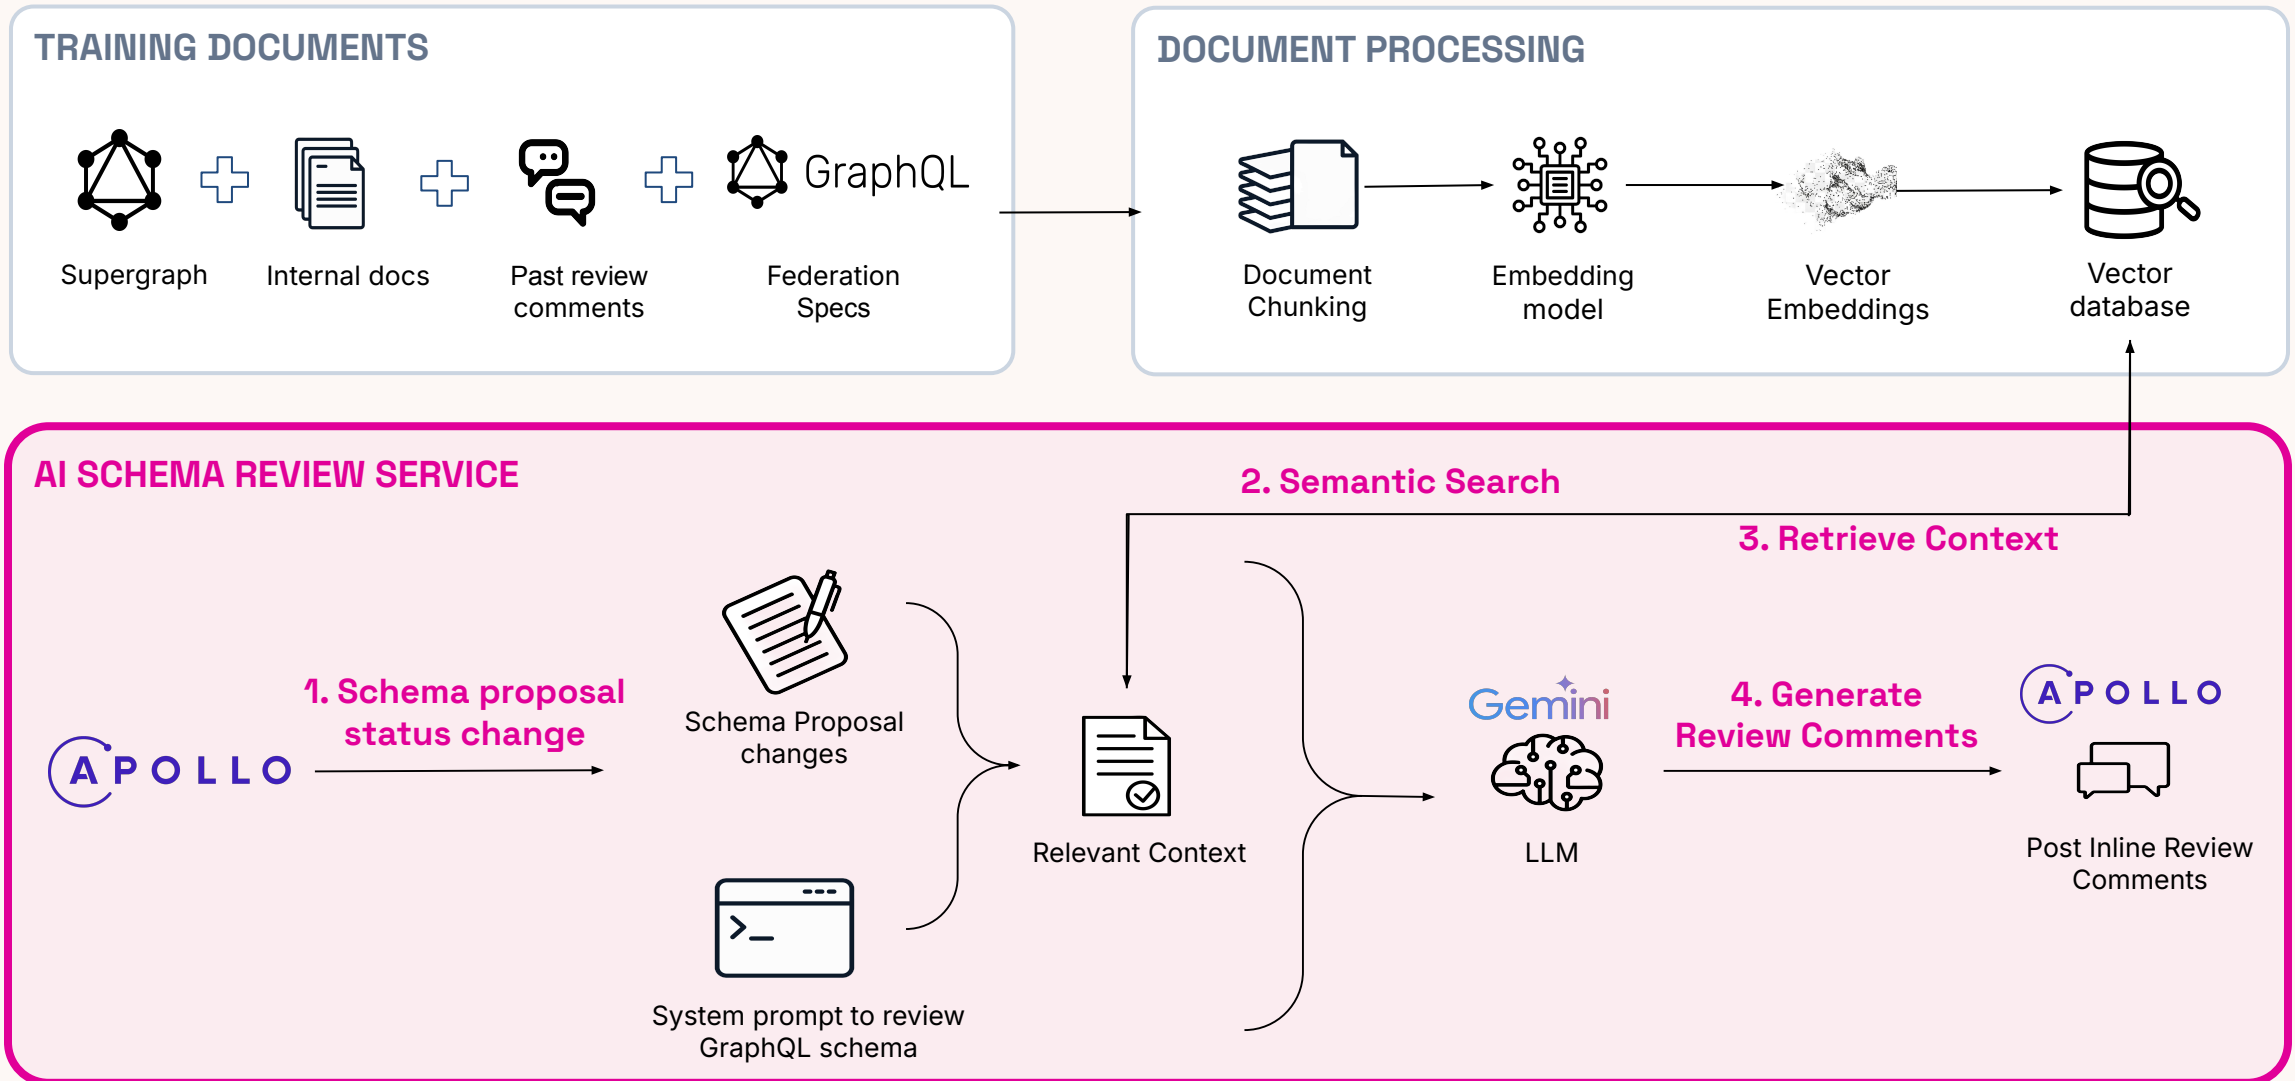 TRAINING DOCUMENTS
GraphQL
Supergraph
Internal docs
Past review
comments
Federation
Specs
DOCUMENT PROCESSING
Document
Chunking
Embedding
model
Vector
Embeddings
Vector
database
AI SCHEMA REVIEW SERVICE
2. Semantic Search
3. Retrieve Context
APOLLO
1. Schema proposal
status change
Schema Proposal
changes
System prompt to review
GraphQL schema
Relevant Context
Gemini
LLM
4. Generate
Review Comments
APOLLO
Post Inline Review
Comments